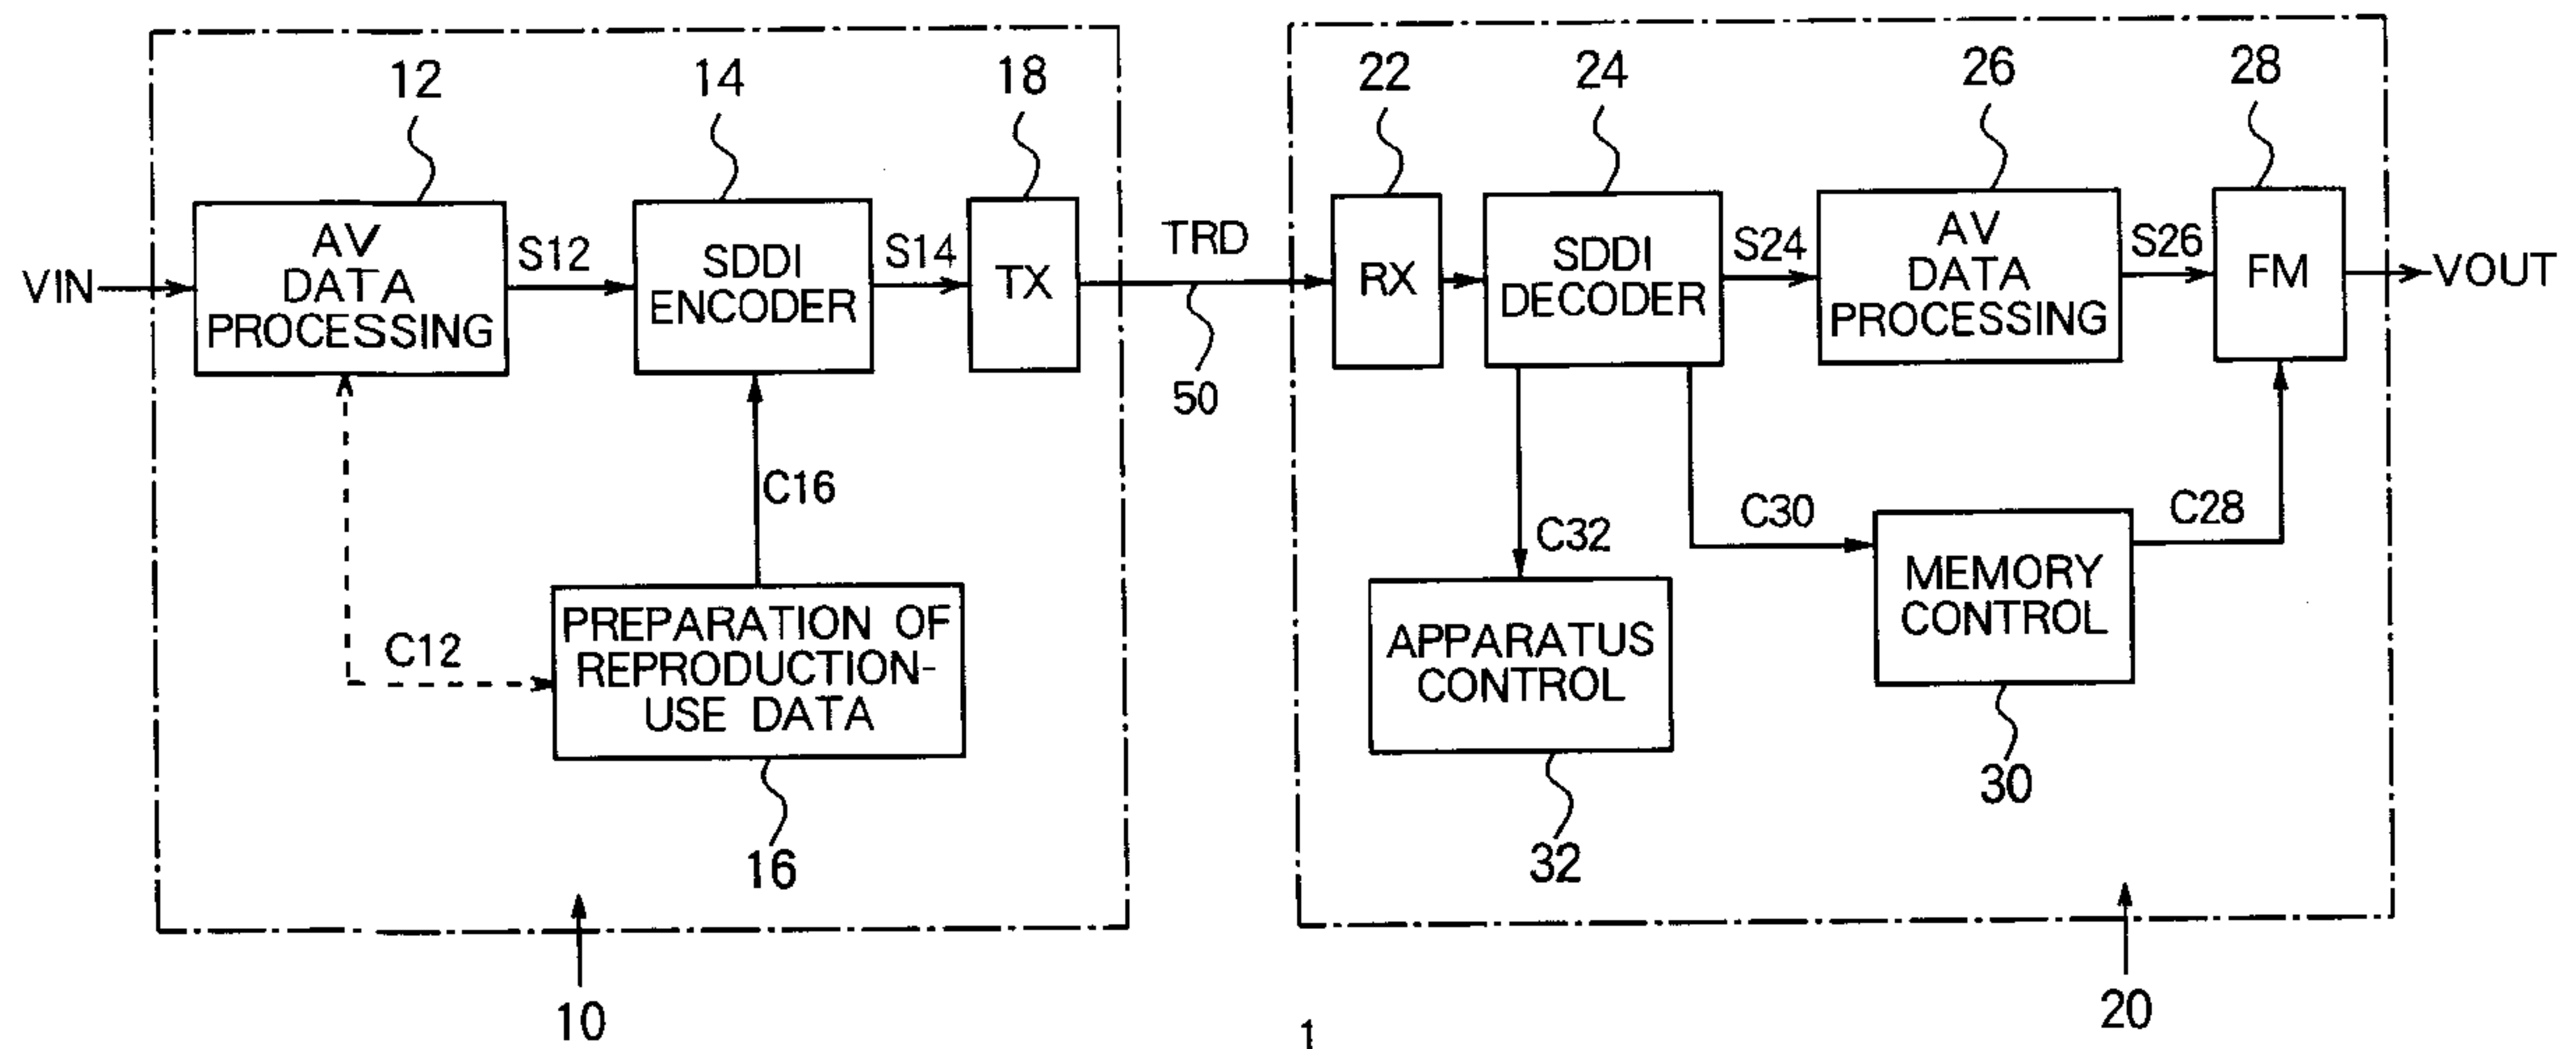 12
14
18
22
24
26
28
VIN
AV
DATA
PROCESSING
S12
SDDI
ENCODER
S14
TX
TRD
50
RX
SDDI
DECODER
S24
AV
DATA
PROCESSING
S26
FM
VOUT
C16
C12
PREPARATION OF
REPRODUCTION-
USE DATA
16
C32
APPARATUS
CONTROL
32
C30
MEMORY
CONTROL
30
C28
10
1
20